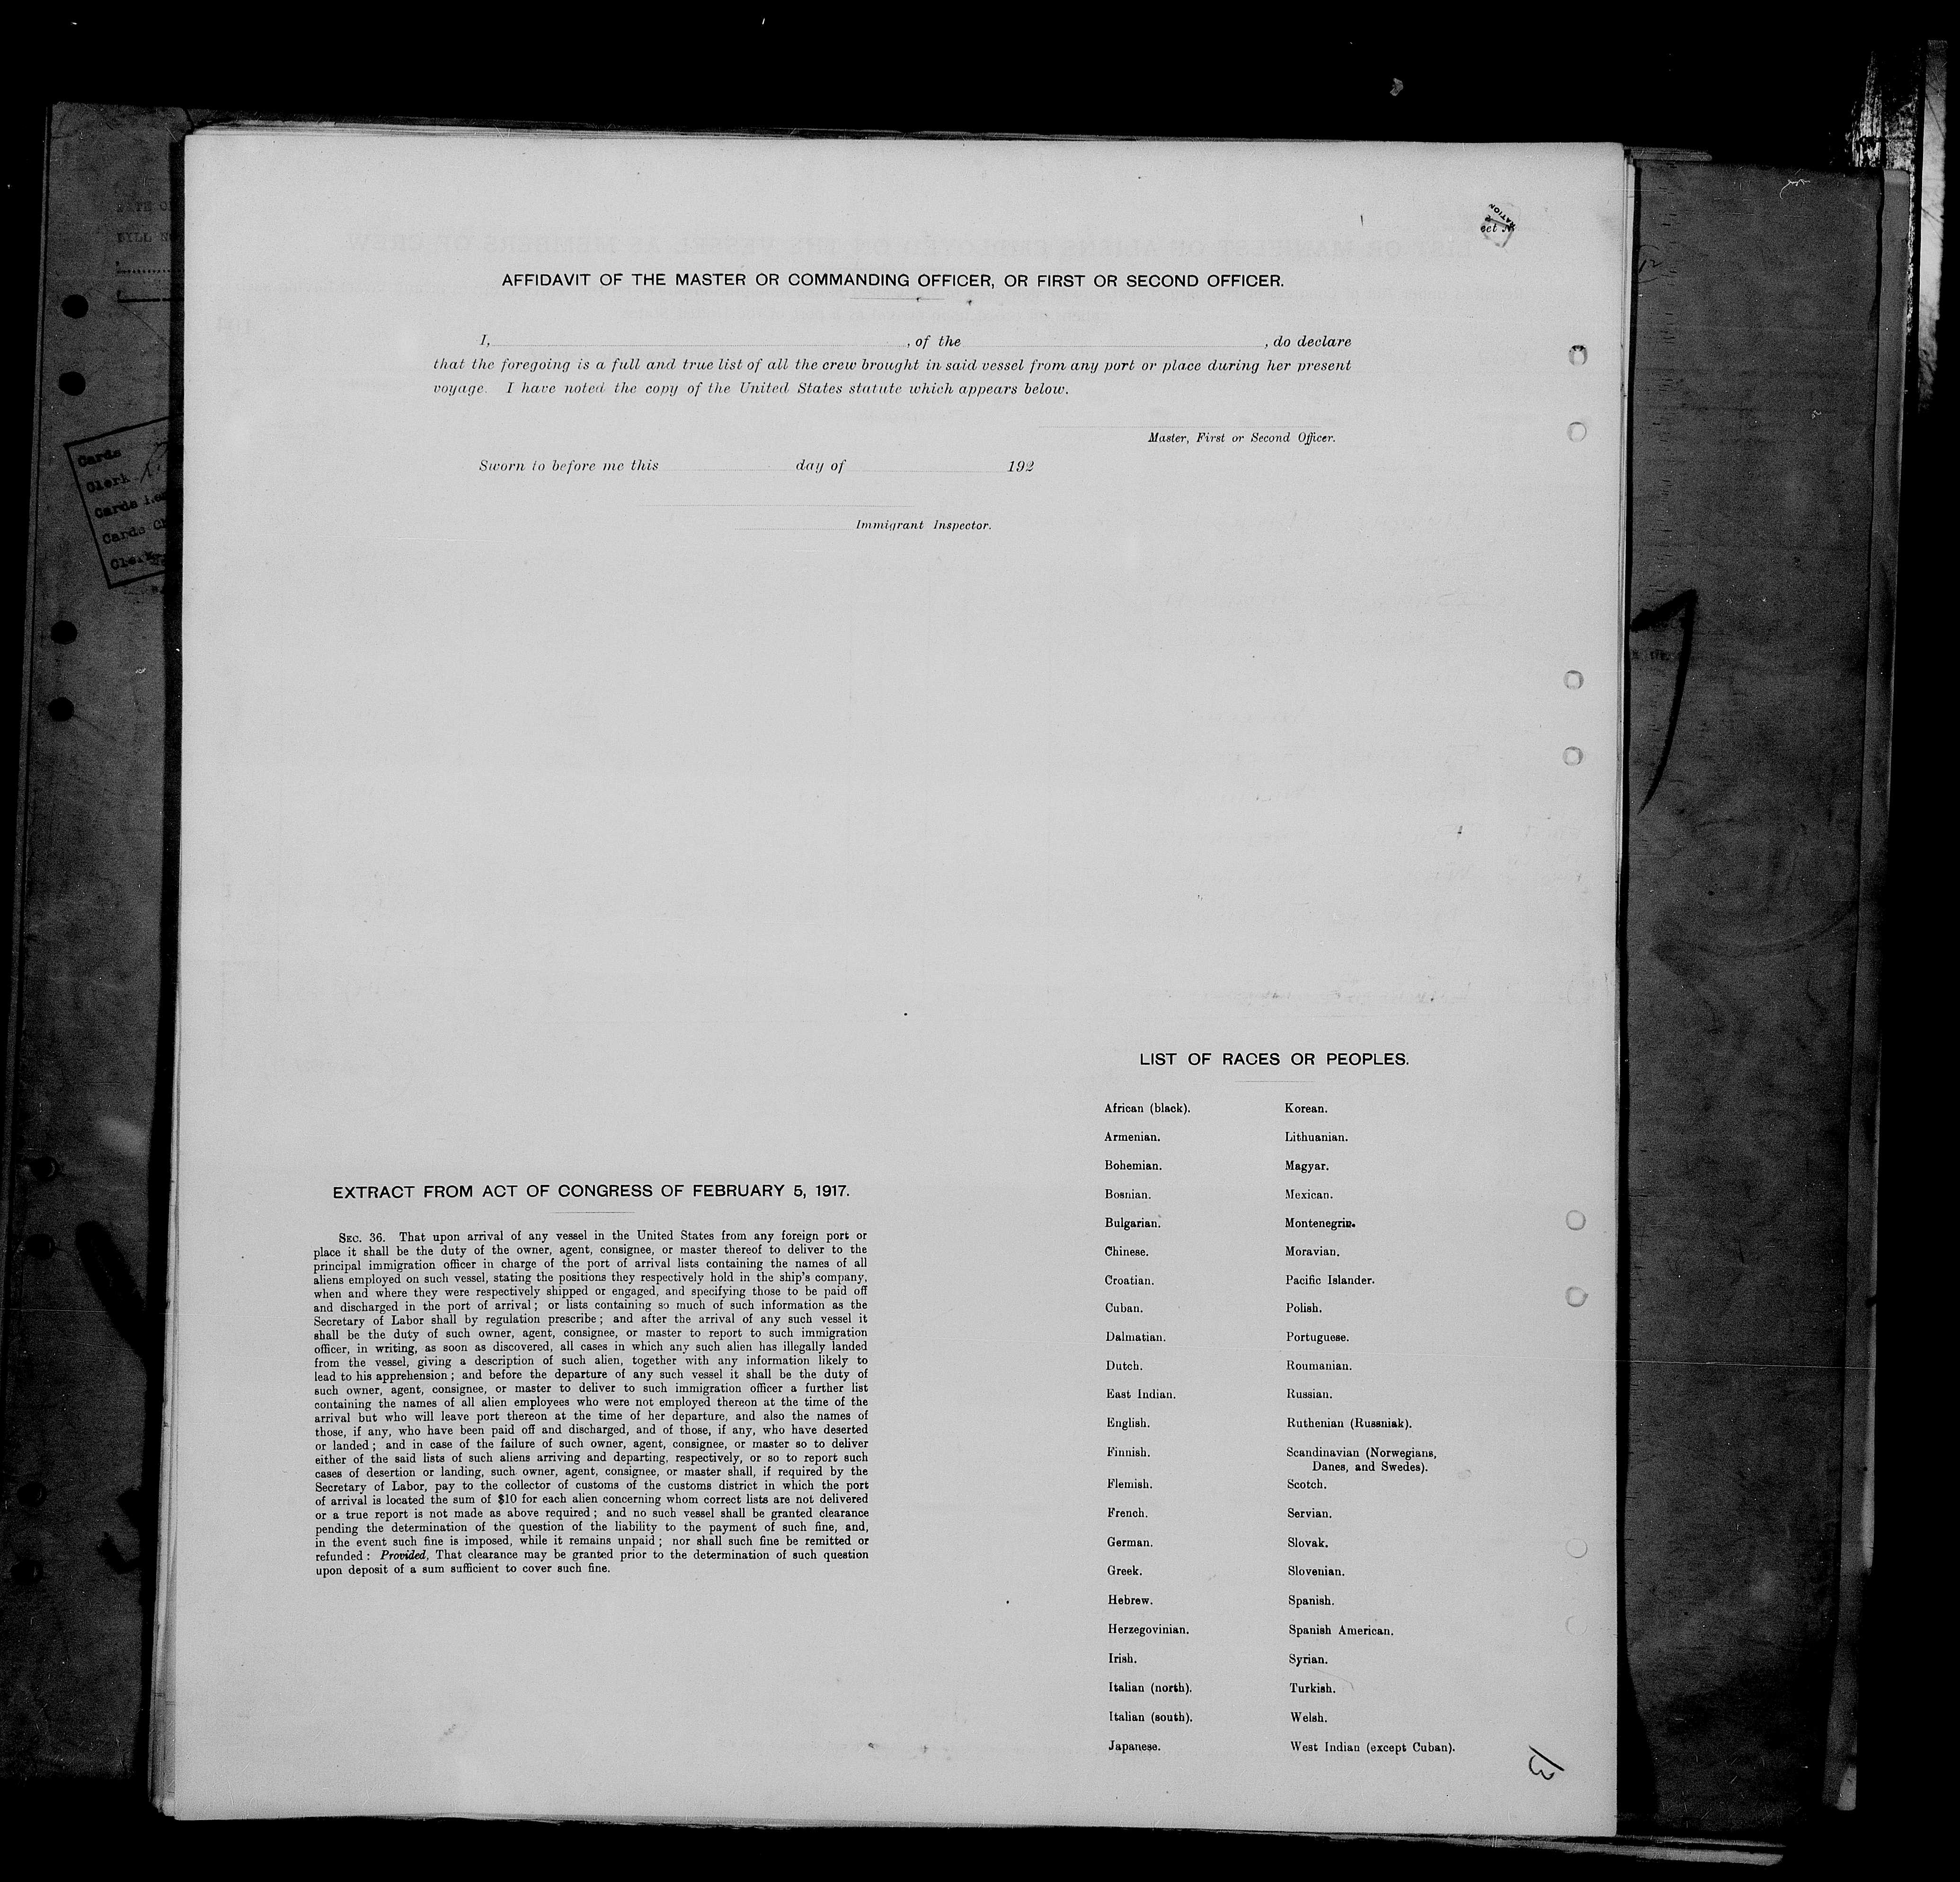 AFFIDAVIT OF THE MASTER OR COMMANDING OFFICER, OR FIRST OR SECOND OFFICER.
I, , of the , do declare
that the foregoing is a full and true list of all the crew brought in said vessel from any port or place during her present
voyage. I have noted the copy of the United States statute which appears below.
Master, First or Second Officer.
Sworn to before me this day of 192
Immigrant Inspector.
Cards
Clerk
Cards
Cards
Clerk
EXTRACT FROM ACT OF CONGRESS OF FEBRUARY 5, 1917.
SEC. 36. That upon arrival of any vessel in the United States from any foreign port or
place it shall be the duty of the owner, agent, consignee, or master thereof to deliver to the
principal immigration officer in charge of the port of arrival lists containing the names of all
aliens employed on such vessel, stating the positions they respectively hold in the ship's company,
when and where they were respectively shipped or engaged, and specifying those to be paid off
and discharged in the port of arrival; or lists containing so much of such information as the
Secretary of Labor shall by regulation prescribe; and after the arrival of any such vessel it
shall be the duty of such owner, agent, consignee, or master to report to such immigration
officer, in writing, as soon as discovered, all cases in which any such alien has illegally landed
from the vessel, giving a description of such alien, together with any information likely to
lead to his apprehension; and before the departure of any such vessel it shall be the duty of
such owner, agent, consignee, or master to deliver to such immigration officer a further list
containing the names of all alien employees who were not employed thereon at the time of the
arrival but who will leave port thereon at the time of her departure, and also the names of
those, if any, who have been paid off and discharged, and of those, if any, who have deserted
or landed; and in case of the failure of such owner, agent, consignee, or master so to deliver
either of the said lists of such aliens arriving and departing, respectively, or so to report such
cases of desertion or landing, such owner, agent, consignee, or master shall, if required by the
Secretary of Labor, pay to the collector of customs of the customs district in which the port
of arrival is located the sum of $10 for each alien concerning whom correct lists are not delivered
or a true report is not made as above required; and no such vessel shall be granted clearance
pending the determination of the question of the liability to the payment of such fine, and,
in the event such fine is imposed, while it remains unpaid; nor shall such fine be remitted or
refunded: Provided, That clearance may be granted prior to the determination of such question
upon deposit of a sum sufficient to cover such fine.
LIST OF RACES OR PEOPLES.
African (black).
Armenian.
Bohemian.
Bosnian.
Bulgarian.
Chinese.
Croatian.
Cuban.
Dalmatian.
Dutch.
East Indian.
English.
Finnish.
Flemish.
French.
German.
Greek.
Hebrew.
Herzegovinian.
Irish.
Italian (north).
Italian (south).
Japanese.
Korean.
Lithuanian.
Magyar.
Mexican.
Montenegrin.
Moravian.
Pacific Islander.
Polish.
Portuguese.
Roumanian.
Russian.
Ruthenian (Russniak).
Scandinavian (Norwegians,
Danes, and Swedes).
Scotch.
Servian.
Slovak.
Slovenian.
Spanish.
Spanish American.
Syrian.
Turkish.
Welsh.
West Indian (except Cuban).
13